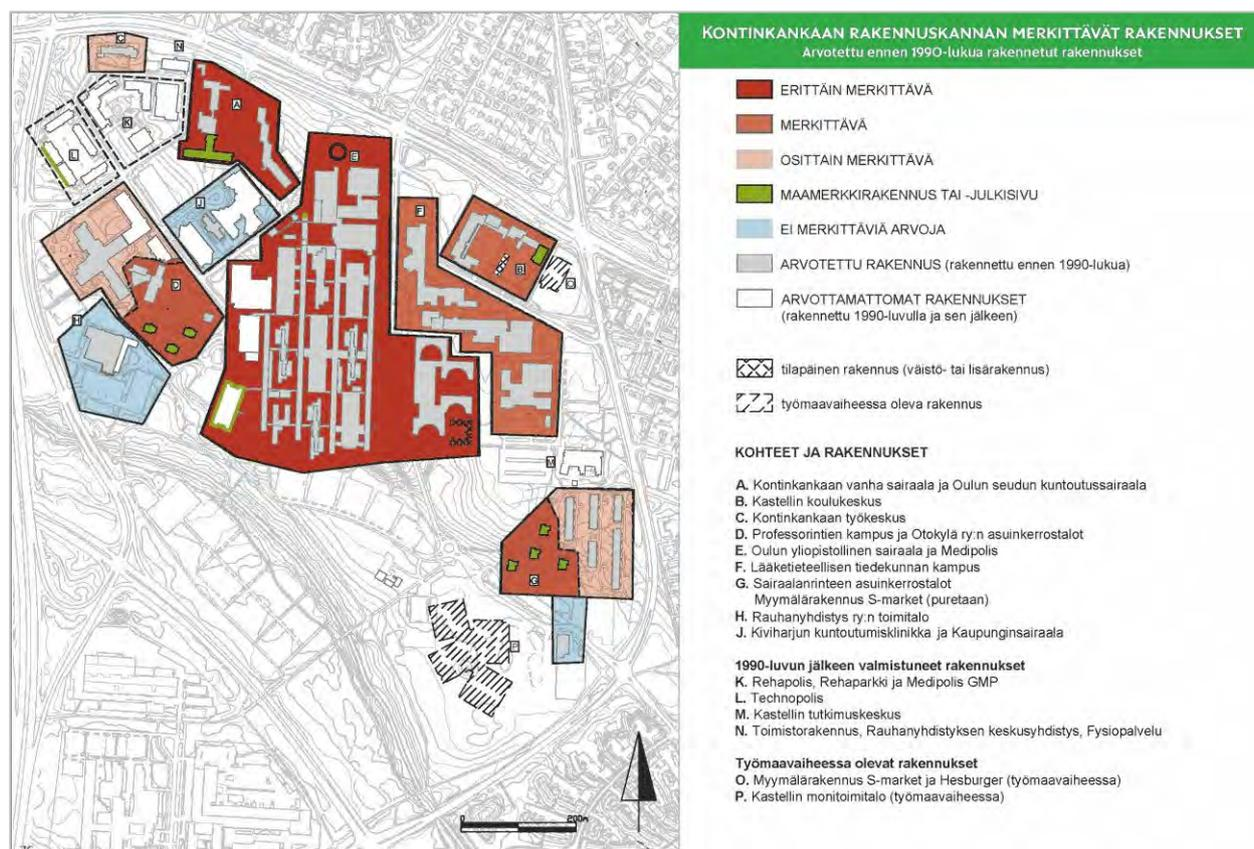 KONTINKANKAAN RAKENNUSKANNAN MERKITTÄVÄT RAKENNUKSET
Arvotettu ennen 1990-lukua rakennetut rakennukset
ERITTÄIN MERKITTÄVÄ
MERKITTÄVÄ
OSITTAIN MERKITTÄVÄ
MAAMERKKIRAKENNUS TAI -JULKISIVU
EI MERKITTÄVIÄ ARVOJA
ARVOTETTU RAKENNUS (rakennettu ennen 1990-lukua)
ARVOTTAMATTOMAT RAKENNUKSET
(rakennettu 1990-luvulla ja sen jälkeen)
tilapäinen rakennus (väistö- tai lisärakennus)
työmaavaiheessa oleva rakennus
KOHTEET JA RAKENNUKSET
A. Kontinkankaan vanha sairaala ja Oulun seudun kuntoutussairaala
B. Kastellin koulukeskus
C. Kontinkankaan työkeskus
D. Professorintien kampus ja Otokylä ry:n asuinkerrostalot
E. Oulun yliopistollinen sairaala ja Medipolis
F. Lääketieteellisen tiedekunnan kampus
G. Sairaalanrinteen asuinkerrostalot
Myymälärakennus S-market (puretaan)
H. Rauhanyhdistys ry:n toimitalo
J. Kiviharjun kuntoutumisklinikka ja Kaupunginsairaala
1990-luvun jälkeen valmistuneet rakennukset
K. Rehapolis, Rehaparkki ja Medipolis GMP
L. Technopolis
M. Kastellin tutkimuskeskus
N. Toimistorakennus, Rauhanyhdistyksen keskusyhdistys, Fysiopalvelu
Työmaavaiheessa olevat rakennukset
O. Myymälärakennus S-market ja Hesburger (työmaavaiheessa)
P. Kastellin monitoimitalo (työmaavaiheessa)
C
N
A
K
L
E
J
F
B
O
D
H
M
G
P
0
200m